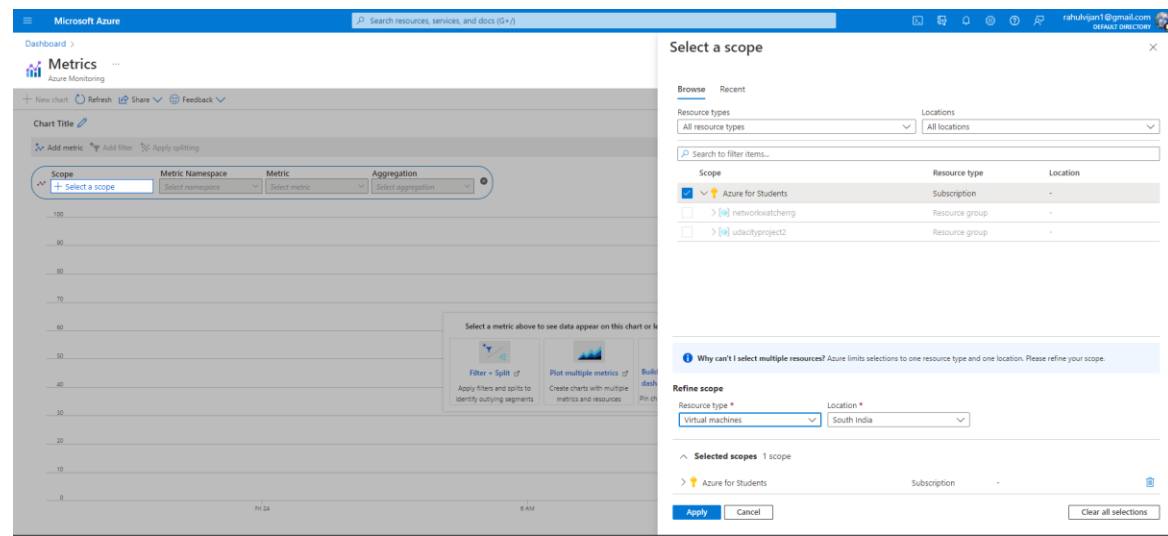 Microsoft Azure
Search resources, services, and docs (G+/)
rahulvijan1@gmail.com
DEFAULT DIRECTORY
Dashboard >
Metrics ...
Azure Monitoring
+ New chart Refresh Share Feedback
Chart Title
Add metric Add filter Apply splitting
Scope Metric Namespace Metric Aggregation
+ Select a scope Select namespace Select metric Select aggregation
100
90
80
70
60
50
40
30
20
10
0
Fri 24 6 AM
Select a metric above to see data appear on this chart or le
Filter + Split
Apply filters and splits to
identify outlying segments
Plot multiple metrics
Create charts with multiple
metrics and resources
Build
dash
Pin ch
Select a scope
Browse Recent
Resource types Locations
All resource types All locations
Search to filter items...
Scope Resource type Location
Azure for Students Subscription -
networkwatcherrg Resource group -
udacityproject2 Resource group -
Why can't I select multiple resources? Azure limits selections to one resource type and one location. Please refine your scope.
Refine scope
Resource type * Location *
Virtual machines South India
Selected scopes 1 scope
Azure for Students Subscription -
Apply Cancel Clear all selections